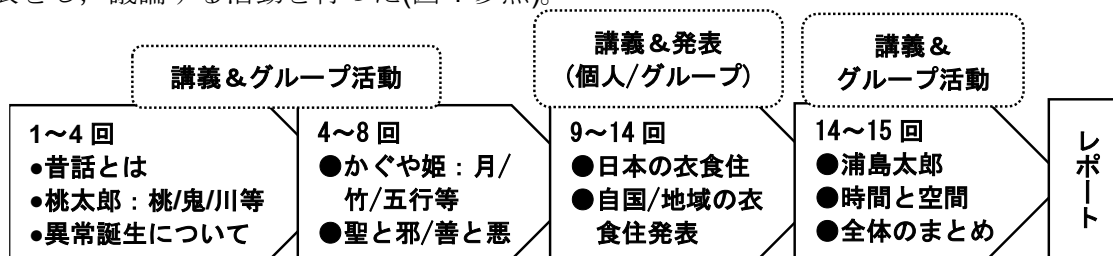 表とし，議論する活動を行った(図1参照)。
講義＆グループ活動
講義＆発表
(個人/グループ)
講義＆
グループ活動
1～4 回
●昔話とは
●桃太郎：桃/鬼/川等
●異常誕生について
4～8 回
●かぐや姫：月/
竹/五行等
●聖と邪/善と悪
9～14 回
●日本の衣食住
●自国/地域の衣
食住発表
14～15 回
●浦島太郎
●時間と空間
●全体のまとめ
レポート